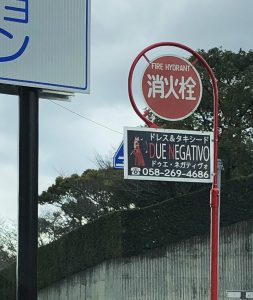 FIRE HYDRANT
消火栓
ドレス&タキシード
DUE NEGATIVO
ドゥエ・ネガティヴォ
☎058-269-4686